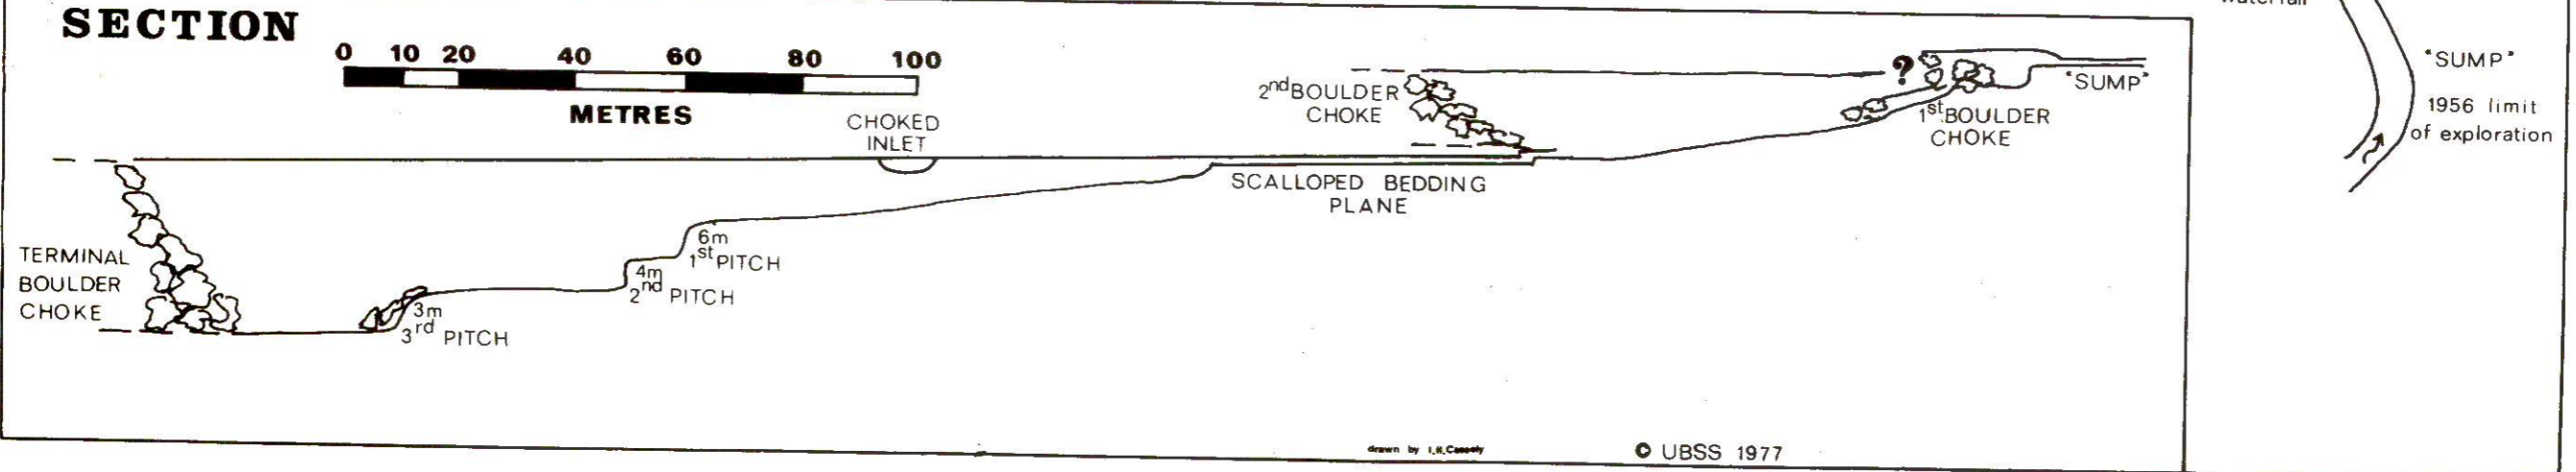 SECTION
0 10 20 40 60 80 100
METRES
CHOKED
INLET
2nd BOULDER
CHOKE
?
"SUMP"
1st BOULDER
CHOKE
SCALLOPED BEDDING
PLANE
6m
1st PITCH
4m
2nd PITCH
3m
3rd PITCH
TERMINAL
BOULDER
CHOKE
drawn by
© UBSS 1977
waterfall
"SUMP"
1956 limit
of exploration